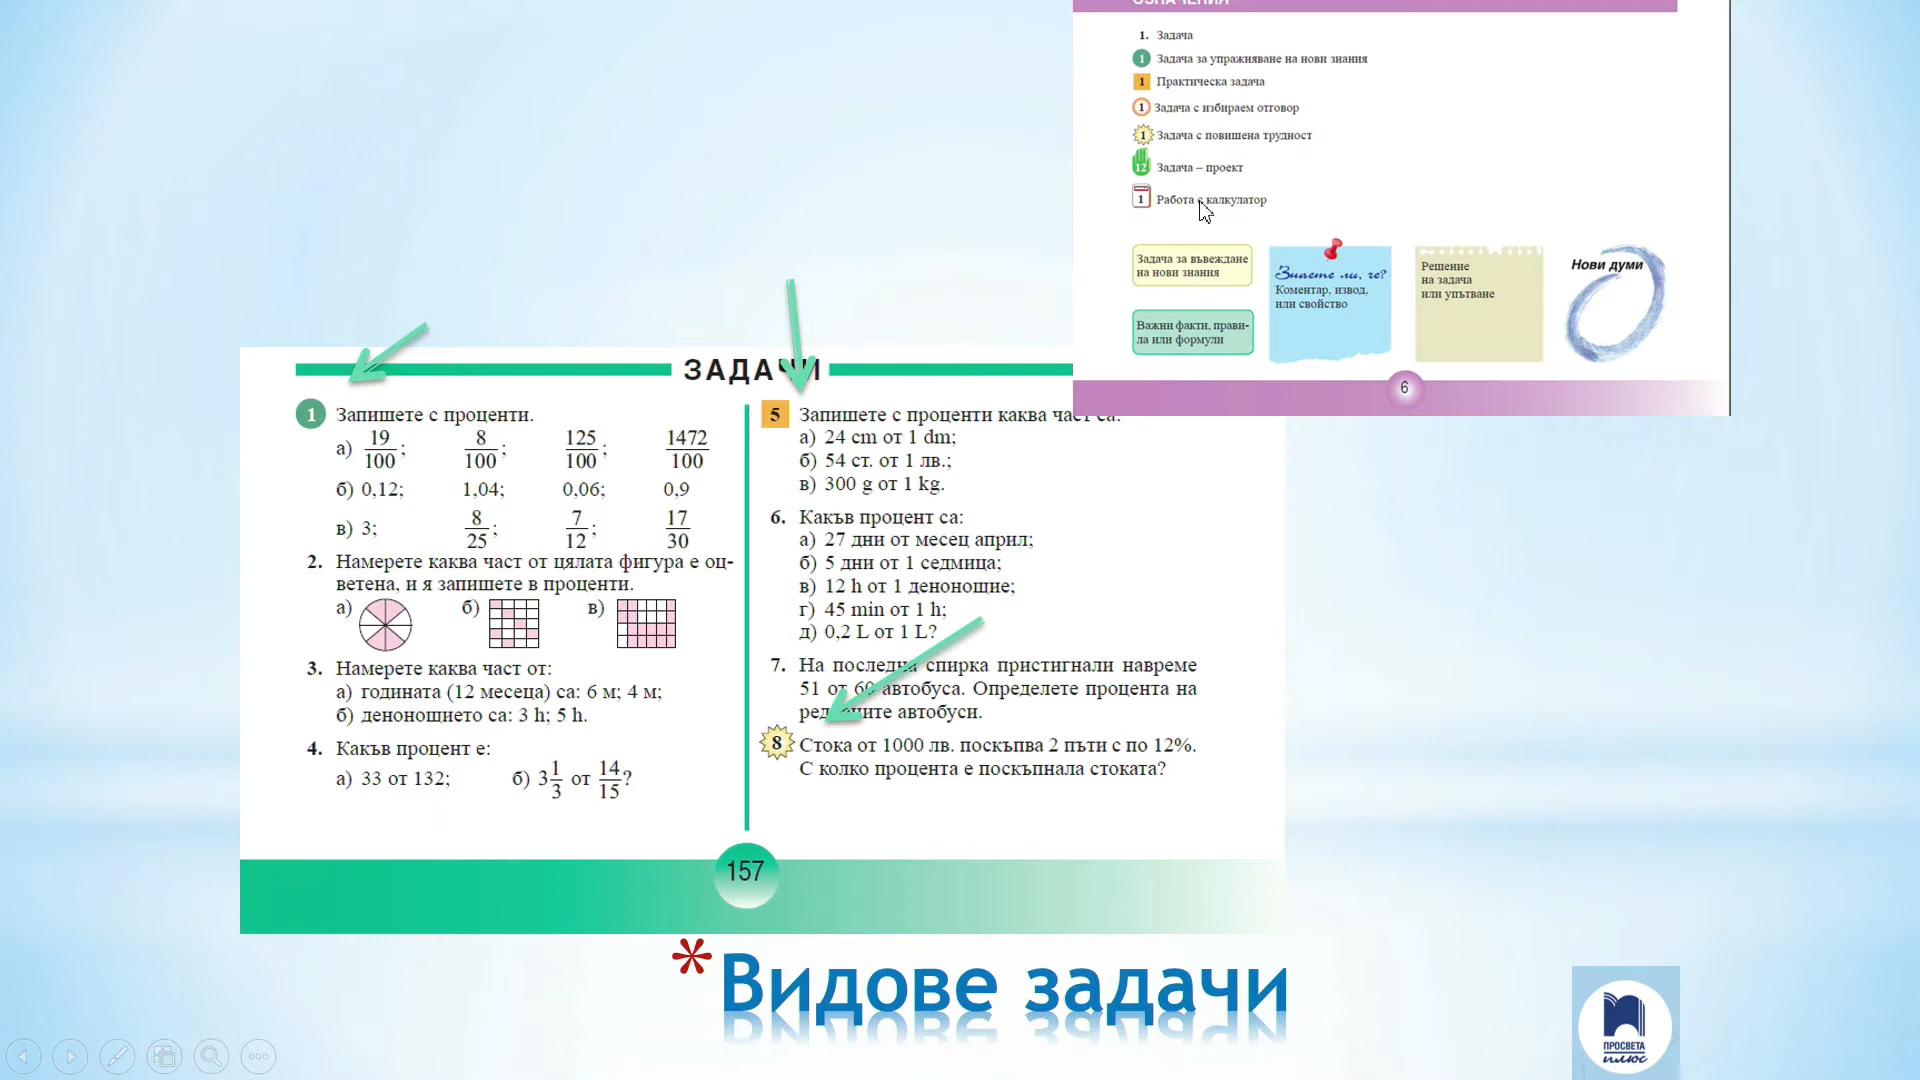 ОЗНАЧЕНИЯ
1. Задача
1 Задача за упражняване на нови знания
1 Практическа задача
1 Задача с избираем отговор
1 Задача с повишена трудност
12 Задача – проект
1 Работа с калкулатор
Задача за въвеждане
на нови знания
Важни факти, прави-
ла или формули
Знаете ли, че?
Коментар, извод,
или свойство
Решение
на задача
или упътване
Нови думи
6
ЗАДАЧИ
1 Запишете с проценти.
а) 19/100; 8/100; 125/100; 1472/100
б) 0,12; 1,04; 0,06; 0,9
в) 3; 8/25; 7/12; 17/30
2. Намерете каква част от цялата фигура е оц-
ветена, и я запишете в проценти.
а) б) в)
3. Намерете каква част от:
а) годината (12 месеца) са: 6 м; 4 м;
б) денонощието са: 3 h; 5 h.
4. Какъв процент е:
а) 33 от 132; б) 3 1/3 от 14/15?
5 Запишете с проценти каква част са:
а) 24 cm от 1 dm;
б) 54 ст. от 1 лв.;
в) 300 g от 1 kg.
6. Какъв процент са:
а) 27 дни от месец април;
б) 5 дни от 1 седмица;
в) 12 h от 1 денонощие;
г) 45 min от 1 h;
д) 0,2 L от 1 L?
7. На последна спирка пристигнали навреме
51 от 60 автобуса. Определете процента на
автобуси.
8 Стока от 1000 лв. поскъпва 2 пъти с по 12%.
С колко процента е поскъпнала стоката?
157
*Видове задачи
ПРОСВЕТА
плюс